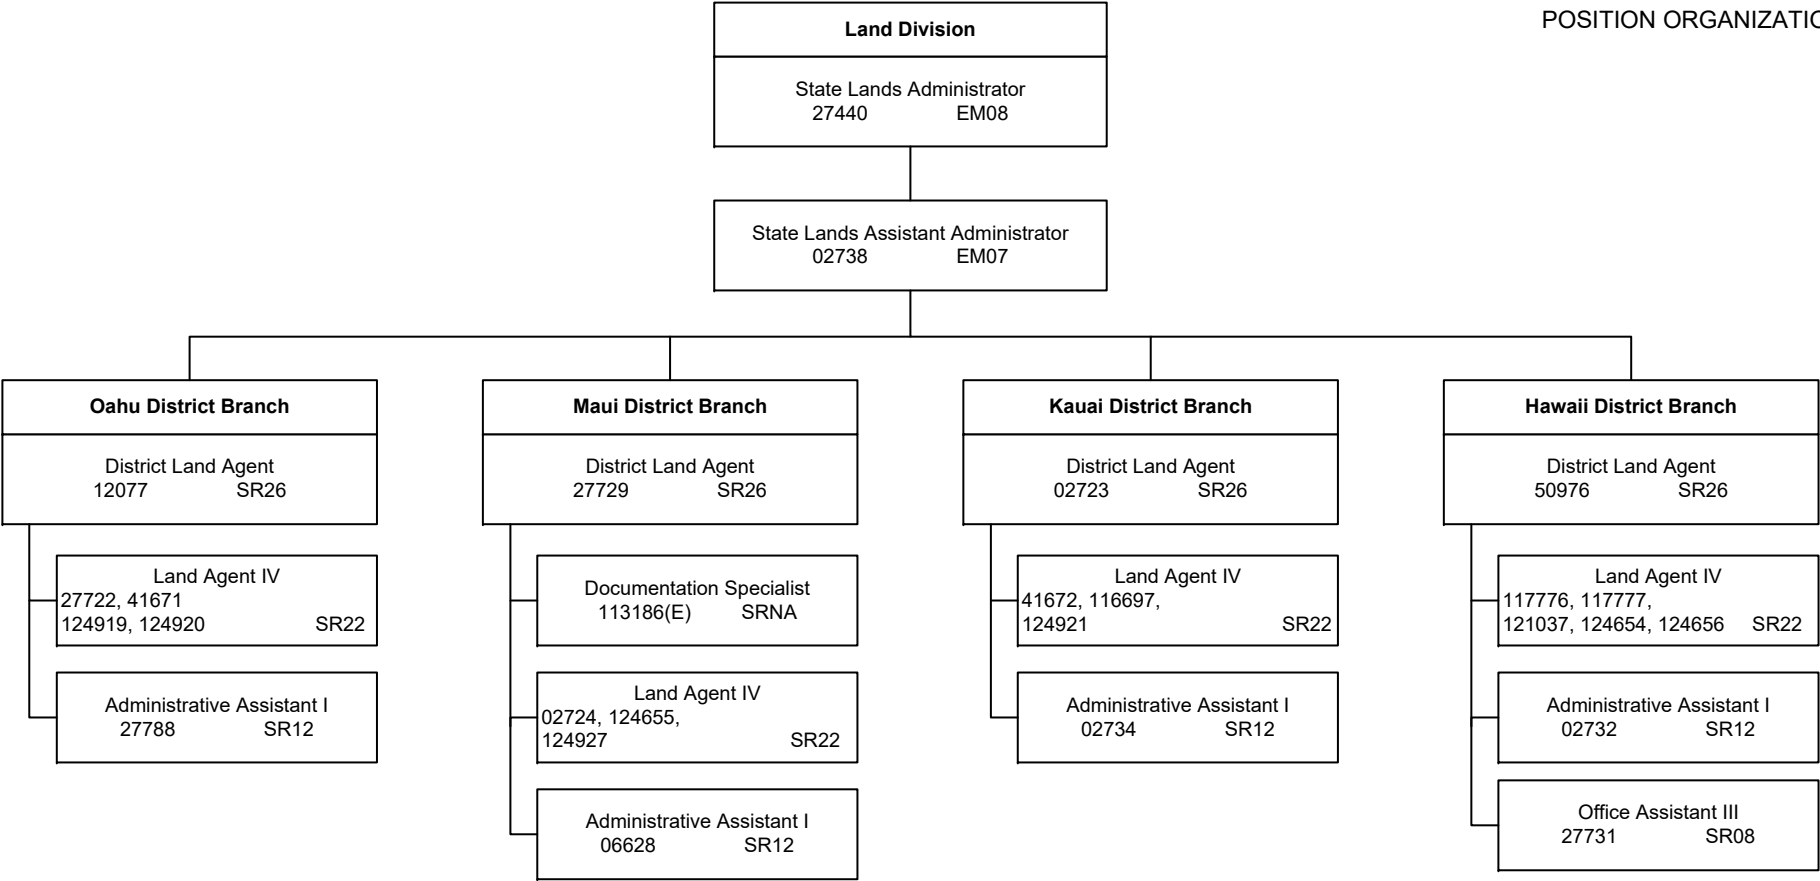 POSITION ORGANIZATIO
Land Division
State Lands Administrator
27440 EM08
State Lands Assistant Administrator
02738 EM07
Oahu District Branch
District Land Agent
12077 SR26
Land Agent IV
27722, 41671
124919, 124920 SR22
Administrative Assistant I
27788 SR12
Maui District Branch
District Land Agent
27729 SR26
Documentation Specialist
113186(E) SRNA
Land Agent IV
02724, 124655,
124927 SR22
Administrative Assistant I
06628 SR12
Kauai District Branch
District Land Agent
02723 SR26
Land Agent IV
41672, 116697,
124921 SR22
Administrative Assistant I
02734 SR12
Hawaii District Branch
District Land Agent
50976 SR26
Land Agent IV
117776, 117777,
121037, 124654, 124656 SR22
Administrative Assistant I
02732 SR12
Office Assistant III
27731 SR08